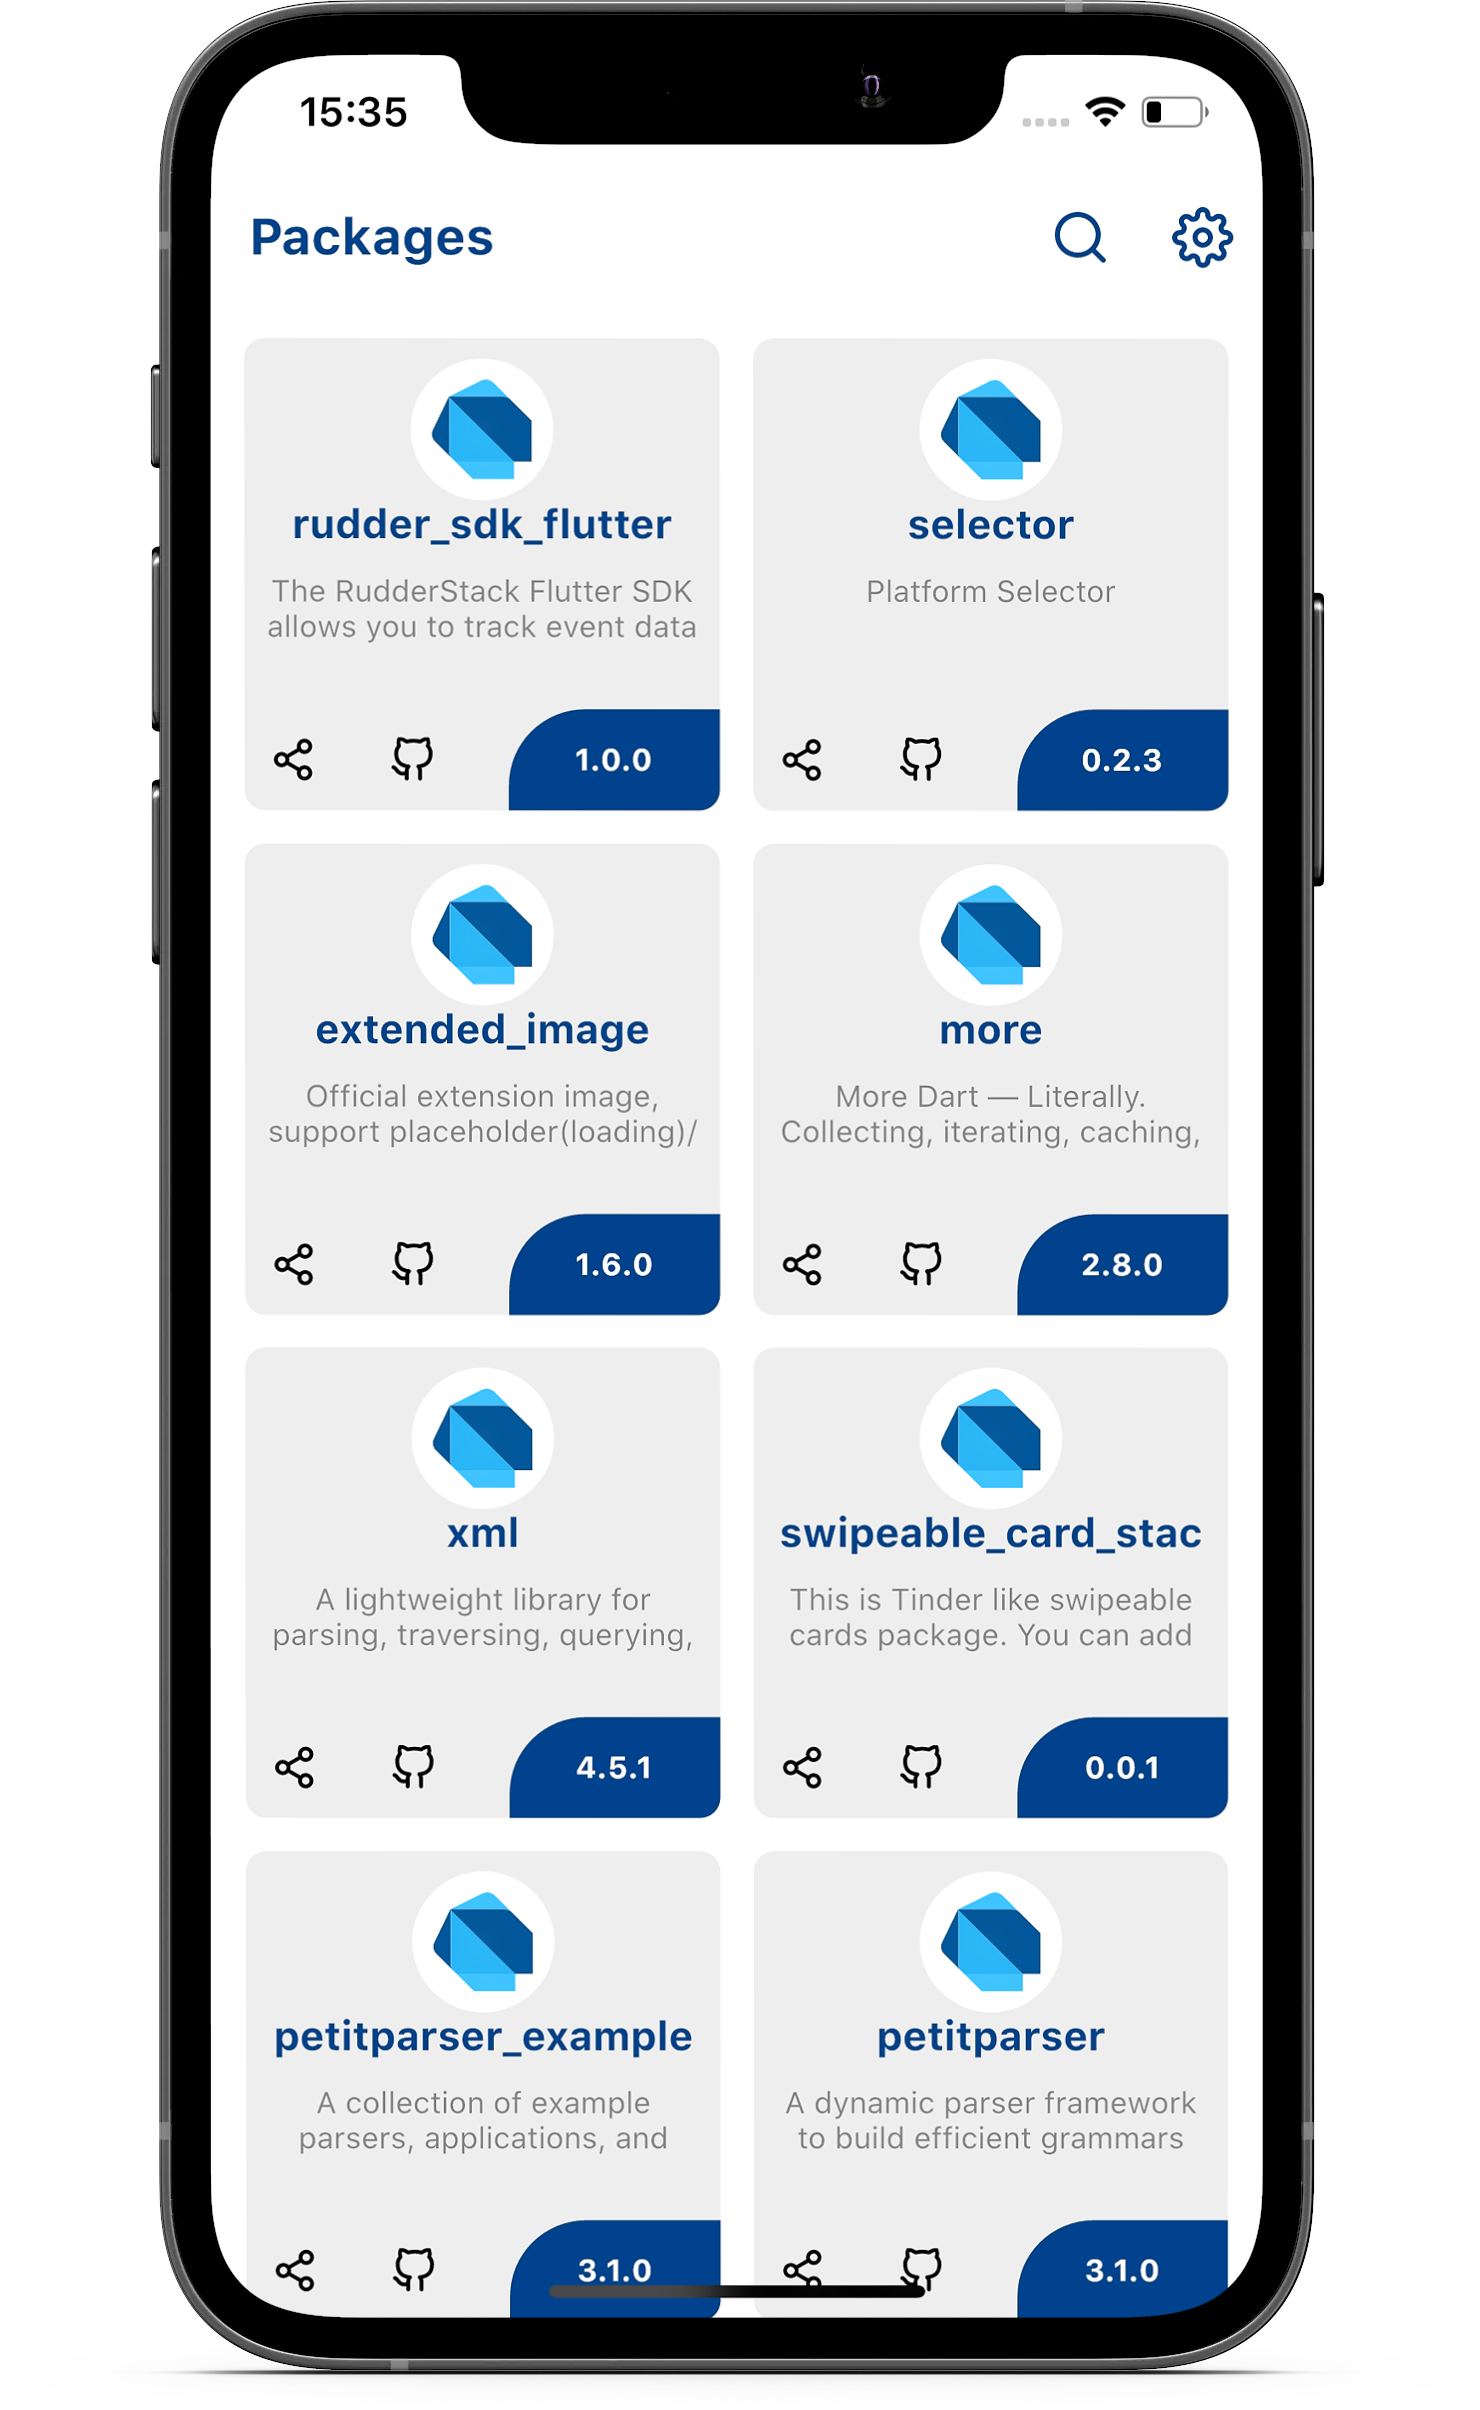 15:35
Packages
rudder_sdk_flutter
The RudderStack Flutter SDK
allows you to track event data
1.0.0
selector
Platform Selector
0.2.3
extended_image
Official extension image,
support placeholder(loading)/
1.6.0
more
More Dart — Literally.
Collecting, iterating, caching,
2.8.0
xml
A lightweight library for
parsing, traversing, querying,
4.5.1
swipeable_card_stac
This is Tinder like swipeable
cards package. You can add
0.0.1
petitparser_example
A collection of example
parsers, applications, and
3.1.0
petitparser
A dynamic parser framework
to build efficient grammars
3.1.0